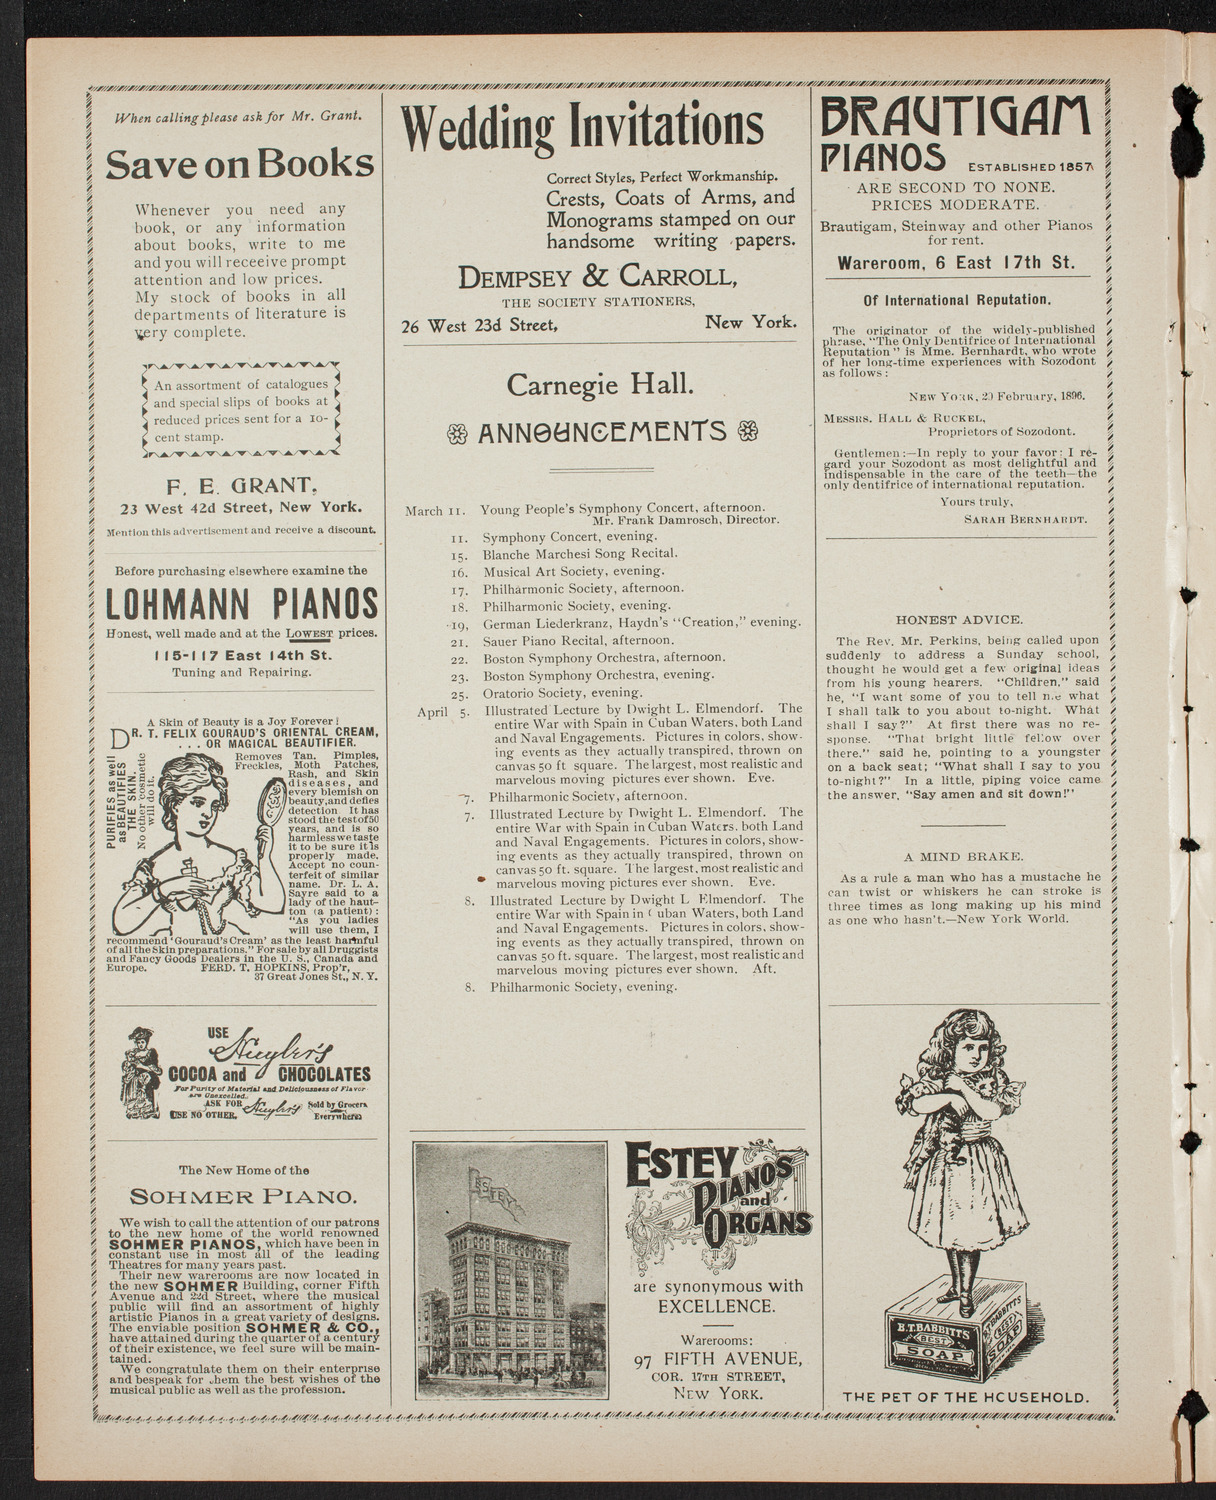 When calling please ask for Mr. Grant.
Save on Books
Whenever you need any
book, or any information
about books, write to me
and you will receeive prompt
attention and low prices.
My stock of books in all
departments of literature is
very complete.
An assortment of catalogues
and special slips of books at
reduced prices sent for a 10-
cent stamp.
F. E. GRANT,
23 West 42d Street, New York.
Mention this advertisement and receive a discount.
Before purchasing elsewhere examine the
LOHMANN PIANOS
Honest, well made and at the LOWEST prices.
115-117 East 14th St.
Tuning and Repairing.
A Skin of Beauty is a Joy Forever!
DR. T. FELIX GOURAUD'S ORIENTAL CREAM,
. . . OR MAGICAL BEAUTIFIER.
PURIFIES as well
as BEAUTIFIES
THE SKIN.
No other cosmetic
will do it.
Removes Tan, Pimples,
Freckles, Moth Patches,
Rash, and Skin
diseases, and
every blemish on
beauty, and defies
detection It has
stood the test of 50
years, and is so
harmless we taste
it to be sure it is
properly made.
Accept no coun-
terfeit of similar
name. Dr. L. A.
Sayre said to a
lady of the haut-
ton (a patient):
"As you ladies
will use them, I
recommend 'Gouraud's Cream' as the least harmful
of all the Skin preparations." For sale by all Druggists
and Fancy Goods Dealers in the U. S., Canada and
Europe. FERD. T. HOPKINS, Prop'r,
37 Great Jones St., N. Y.
USE
Huyler's
COCOA and CHOCOLATES
For Purity of Material and Deliciousness of Flavor
are Unexcelled.
ASK FOR Huyler's Sold by Grocers
USE NO OTHER. Everywhere
The New Home of the
SOHMER PIANO.
We wish to call the attention of our patrons
to the new home of the world renowned
SOHMER PIANOS, which have been in
constant use in most all of the leading
Theatres for many years past.
Their new warerooms are now located in
the new SOHMER Building, corner Fifth
Avenue and 22d Street, where the musical
public will find an assortment of highly
artistic Pianos in a great variety of designs.
The enviable position SOHMER & CO.,
have attained during the quarter of a century
of their existence, we feel sure will be main-
tained.
We congratulate them on their enterprise
and bespeak for them the best wishes of the
musical public as well as the profession.
Wedding Invitations
Correct Styles, Perfect Workmanship.
Crests, Coats of Arms, and
Monograms stamped on our
handsome writing papers.
DEMPSEY & CARROLL,
THE SOCIETY STATIONERS,
26 West 23d Street, New York.
Carnegie Hall.
ANNOUNCEMENTS
March 11. Young People's Symphony Concert, afternoon.
Mr. Frank Damrosch, Director.
11. Symphony Concert, evening.
15. Blanche Marchesi Song Recital.
16. Musical Art Society, evening.
17. Philharmonic Society, afternoon.
18. Philharmonic Society, evening.
19, German Liederkranz, Haydn's "Creation," evening.
21. Sauer Piano Recital, afternoon.
22. Boston Symphony Orchestra, afternoon.
23. Boston Symphony Orchestra, evening.
25. Oratorio Society, evening.
April 5. Illustrated Lecture by Dwight L. Elmendorf. The
entire War with Spain in Cuban Waters, both Land
and Naval Engagements. Pictures in colors, show-
ing events as they actually transpired, thrown on
canvas 50 ft square. The largest, most realistic and
marvelous moving pictures ever shown. Eve.
7. Philharmonic Society, afternoon.
7. Illustrated Lecture by Dwight L. Elmendorf. The
entire War with Spain in Cuban Waters, both Land
and Naval Engagements. Pictures in colors, show-
ing events as they actually transpired, thrown on
canvas 50 ft. square. The largest, most realistic and
marvelous moving pictures ever shown. Eve.
8. Illustrated Lecture by Dwight L. Elmendorf. The
entire War with Spain in Cuban Waters, both Land
and Naval Engagements. Pictures in colors, show-
ing events as they actually transpired, thrown on
canvas 50 ft. square. The largest, most realistic and
marvelous moving pictures ever shown. Aft.
8. Philharmonic Society, evening.
ESTEY
ESTEY
PIANOS
and
ORGANS
are synonymous with
EXCELLENCE.
Warerooms:
97 FIFTH AVENUE,
COR. 17TH STREET,
NEW YORK.
BRAUTIGAM
PIANOS ESTABLISHED 1857
ARE SECOND TO NONE.
PRICES MODERATE.
Brautigam, Steinway and other Pianos
for rent.
Wareroom, 6 East 17th St.
Of International Reputation.
The originator of the widely-published
phrase, "The Only Dentifrice of International
Reputation" is Mme. Bernhardt, who wrote
of her long-time experiences with Sozodont
as follows:
NEW YORK, 20 February, 1896.
MESSRS. HALL & RUCKEL,
Proprietors of Sozodont.
Gentlemen:—In reply to your favor: I re-
gard your Sozodont as most delightful and
indispensable in the care of the teeth—the
only dentifrice of international reputation.
Yours truly,
SARAH BERNHARDT.
HONEST ADVICE.
The Rev. Mr. Perkins, being called upon
suddenly to address a Sunday school,
thought he would get a few original ideas
from his young hearers. "Children," said
he, "I want some of you to tell me what
I shall talk to you about to-night. What
shall I say?" At first there was no re-
sponse. "That bright little fellow over
there," said he, pointing to a youngster
on a back seat; "What shall I say to you
to-night?" In a little, piping voice came
the answer, "Say amen and sit down!"
A MIND BRAKE.
As a rule a man who has a mustache he
can twist or whiskers he can stroke is
three times as long making up his mind
as one who hasn't.—New York World.
B.T. BABBITT'S
BEST
SOAP
B.T. BABBITT'S
BEST
SOAP
THE PET OF THE HOUSEHOLD.